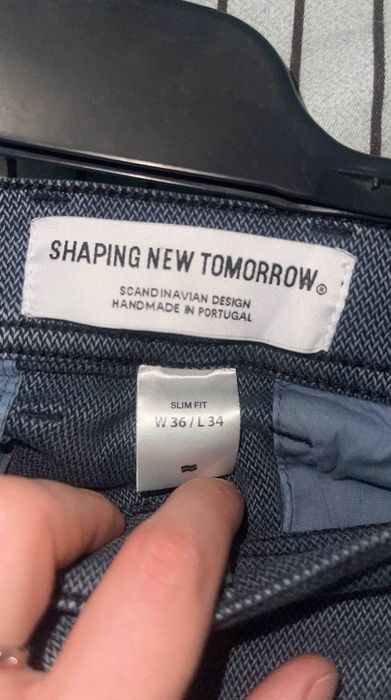 SHAPING NEW TOMORROW®
SCANDINAVIAN DESIGN
HANDMADE IN PORTUGAL
SLIM FIT
W 36 / L 34